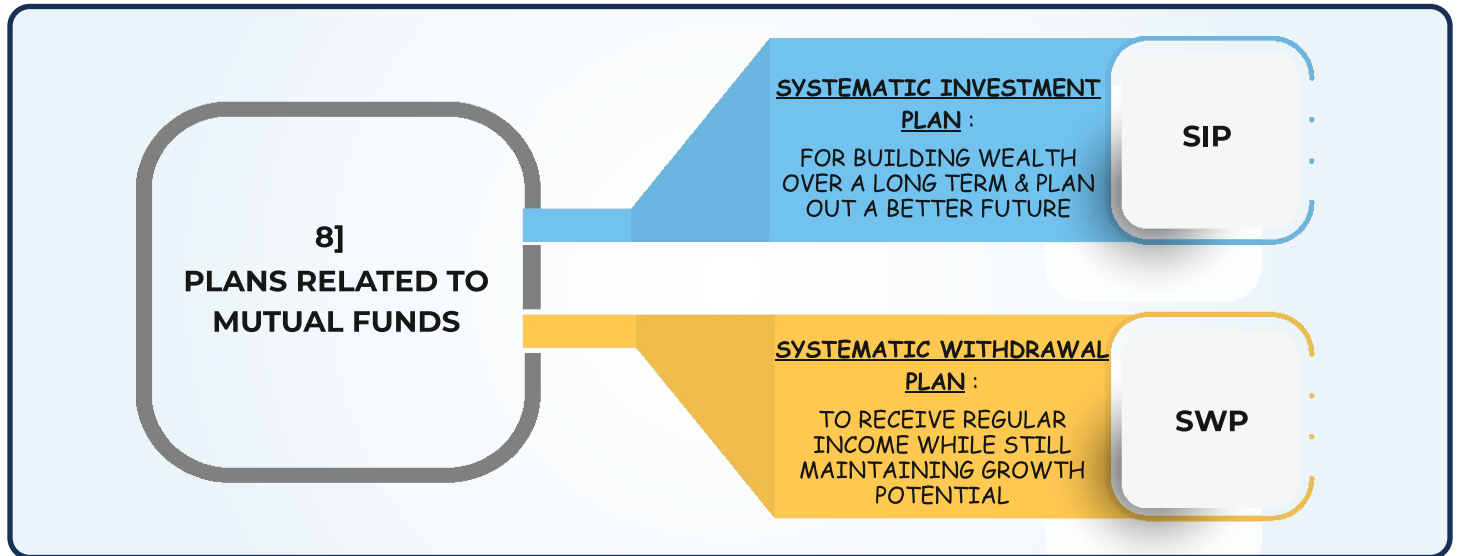 8]
PLANS RELATED TO
MUTUAL FUNDS
SYSTEMATIC INVESTMENT
PLAN :
FOR BUILDING WEALTH
OVER A LONG TERM & PLAN
OUT A BETTER FUTURE
SIP
SYSTEMATIC WITHDRAWAL
PLAN :
TO RECEIVE REGULAR
INCOME WHILE STILL
MAINTAINING GROWTH
POTENTIAL
SWP